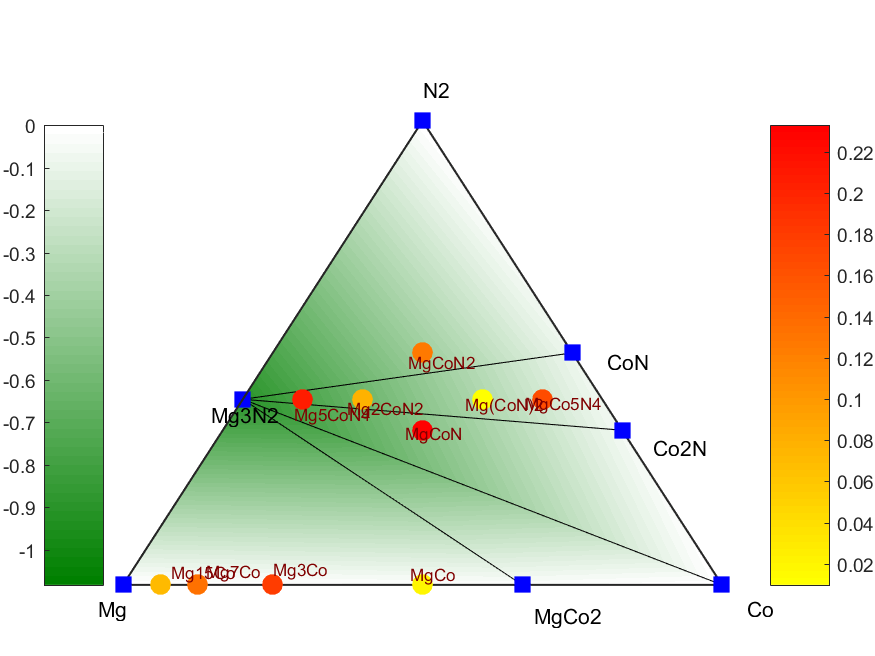 N2
0
-0.1
-0.2
-0.3
-0.4
-0.5
-0.6
-0.7
-0.8
-0.9
-1
0.22
0.2
0.18
0.16
0.14
0.12
0.1
0.08
0.06
0.04
0.02
MgCoN2
CoN
Mg3N2
Mg5CoN4
Mg2CoN2
Mg(CoN)2
MgCo5N4
MgCoN
Co2N
Mg15Co
Mg7Co
Mg3Co
MgCo
Mg
MgCo2
Co